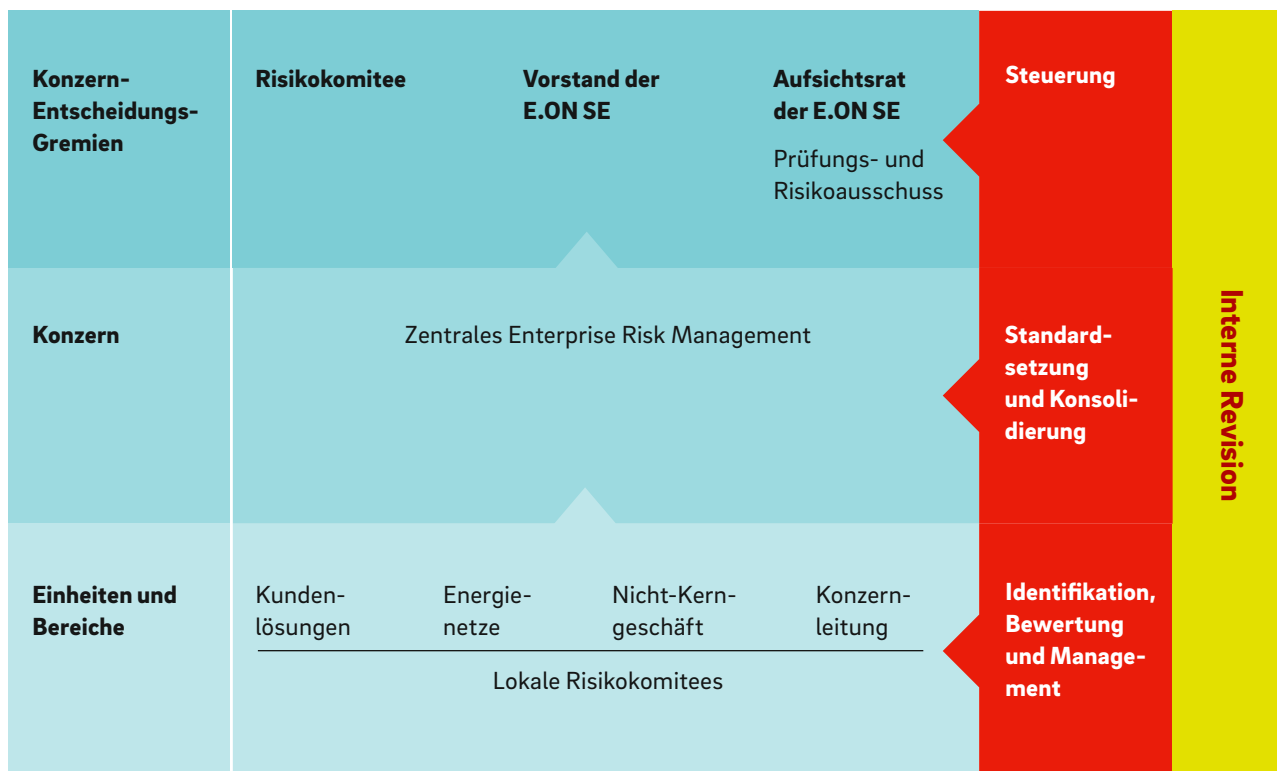 Konzern-
Entscheidungs-
Gremien
Risikokomitee
Vorstand der
E.ON SE
Aufsichtsrat
der E.ON SE
Prüfungs- und
Risikoausschuss
Steuerung
Konzern
Zentrales Enterprise Risk Management
Standard-
setzung
und Konsoli-
dierung
Einheiten und
Bereiche
Kunden-
lösungen
Energie-
netze
Nicht-Kern-
geschäft
Konzern-
leitung
Lokale Risikokomitees
Identifikation,
Bewertung
und Manage-
ment
Interne Revision